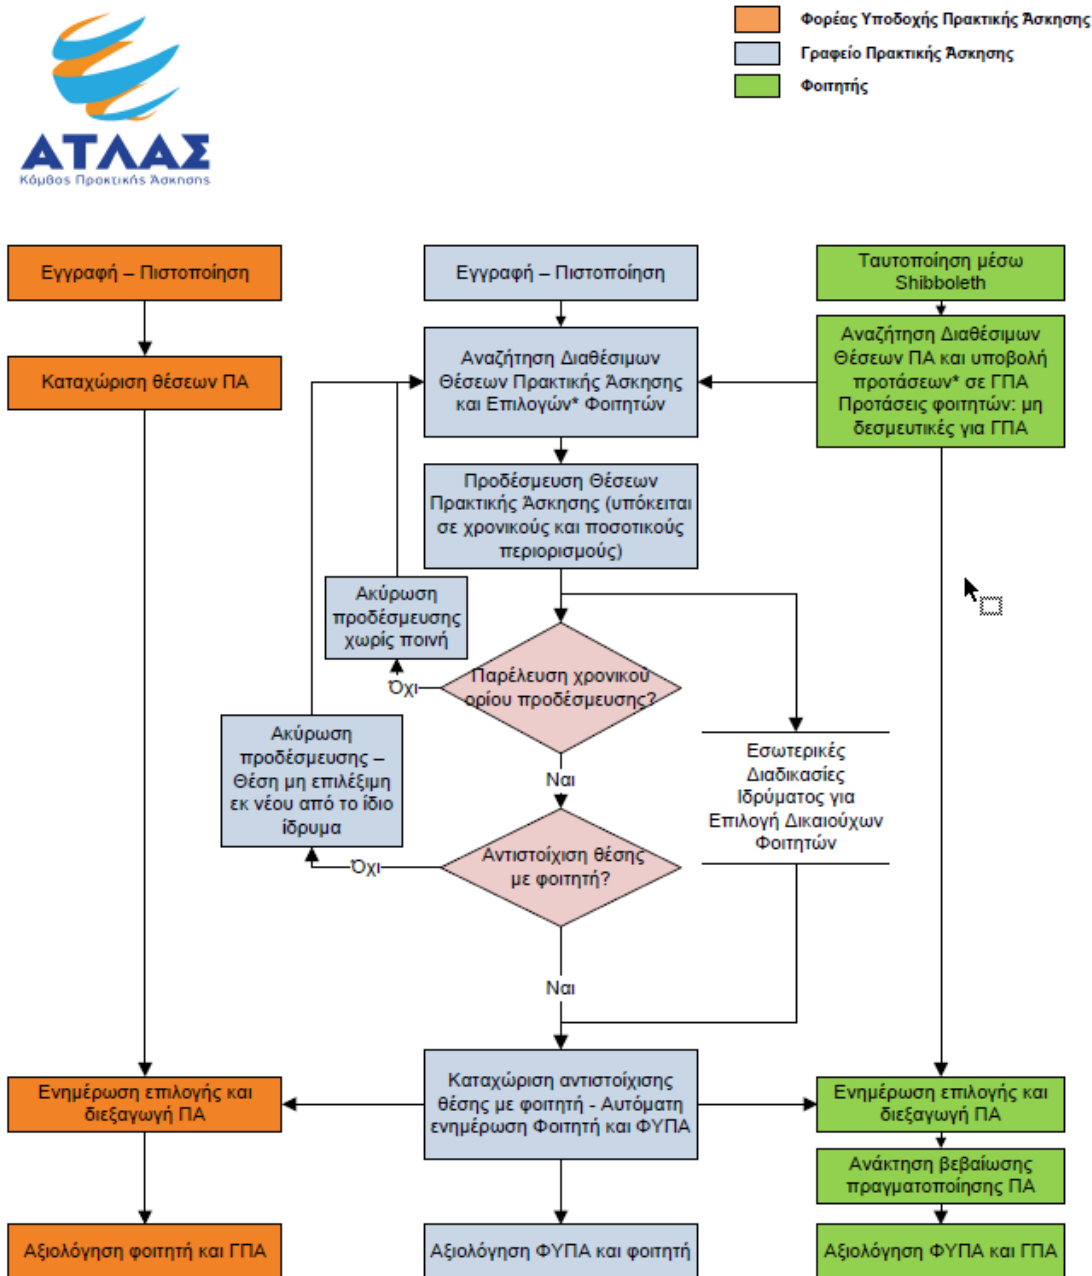 Φορέας Υποδοχής Πρακτικής Άσκησης
Γραφείο Πρακτικής Άσκησης
Φοιτητής
ΑΤΛΑΣ
Κόμβος Πρακτικής Άσκησης
Εγγραφή – Πιστοποίηση
Εγγραφή – Πιστοποίηση
Ταυτοποίηση μέσω
Shibboleth
Καταχώριση θέσεων ΠΑ
Αναζήτηση Διαθέσιμων
Θέσεων Πρακτικής Άσκησης
και Επιλογών* Φοιτητών
Αναζήτηση Διαθέσιμων
Θέσεων ΠΑ και υποβολή
προτάσεων* σε ΓΠΑ
Προτάσεις φοιτητών: μη
δεσμευτικές για ΓΠΑ
Προδέσμευση Θέσεων
Πρακτικής Άσκησης (υπόκειται
σε χρονικούς και ποσοτικούς
περιορισμούς)
Ακύρωση
προδέσμευσης
χωρίς ποινή
Παρέλευση χρονικού
ορίου προδέσμευσης?
Όχι
Ακύρωση
προδέσμευσης –
Θέση μη επιλέξιμη
εκ νέου από το ίδιο
ίδρυμα
Ναι
Εσωτερικές
Διαδικασίες
Ιδρύματος για
Επιλογή Δικαιούχων
Φοιτητών
Αντιστοίχιση θέσης
με φοιτητή?
Όχι
Ναι
Ενημέρωση επιλογής και
διεξαγωγή ΠΑ
Καταχώριση αντιστοίχισης
θέσης με φοιτητή - Αυτόματη
ενημέρωση Φοιτητή και ΦΥΠΑ
Ενημέρωση επιλογής και
διεξαγωγή ΠΑ
Ανάκτηση βεβαίωσης
πραγματοποίησης ΠΑ
Αξιολόγηση φοιτητή και ΓΠΑ
Αξιολόγηση ΦΥΠΑ και φοιτητή
Αξιολόγηση ΦΥΠΑ και ΓΠΑ